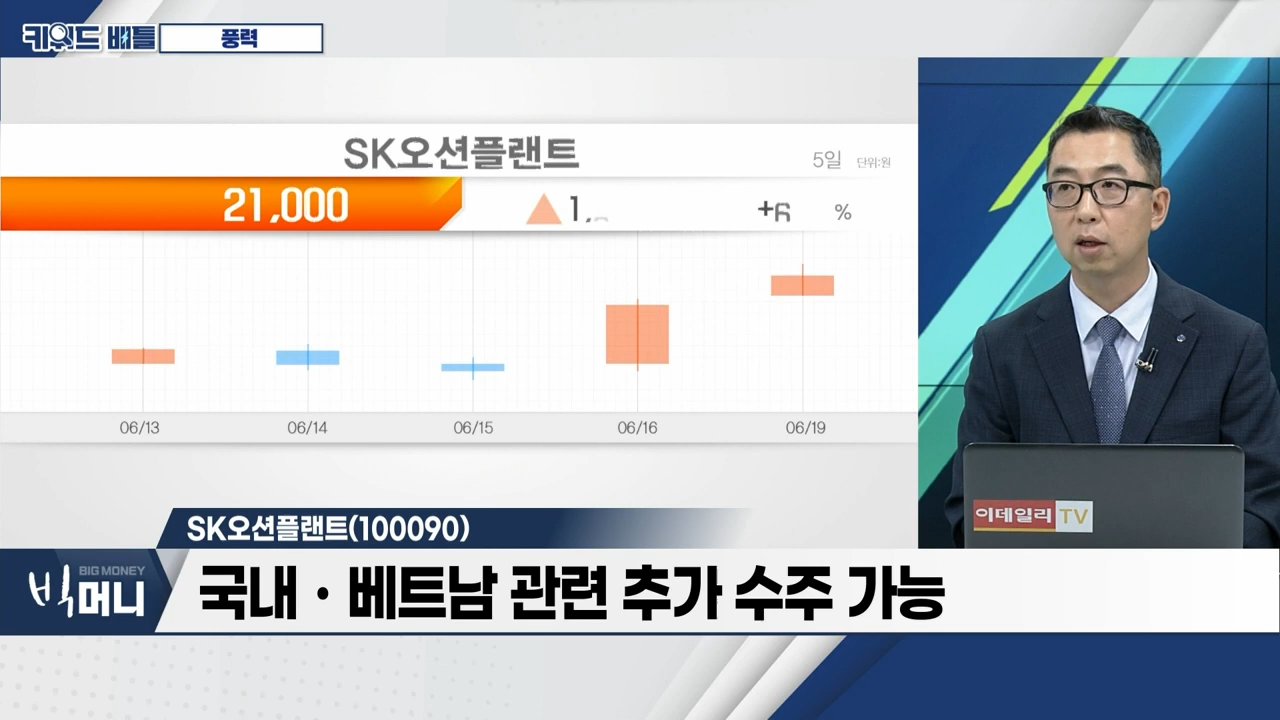 키워드 배틀
풍력
SK오션플랜트
5일 단위:원
21,000
%
06/13 06/14 06/15 06/16 06/19
이데일리 TV
SK오션플랜트(100090)
BIG MONEY
빅머니
국내·베트남 관련 추가 수주 가능